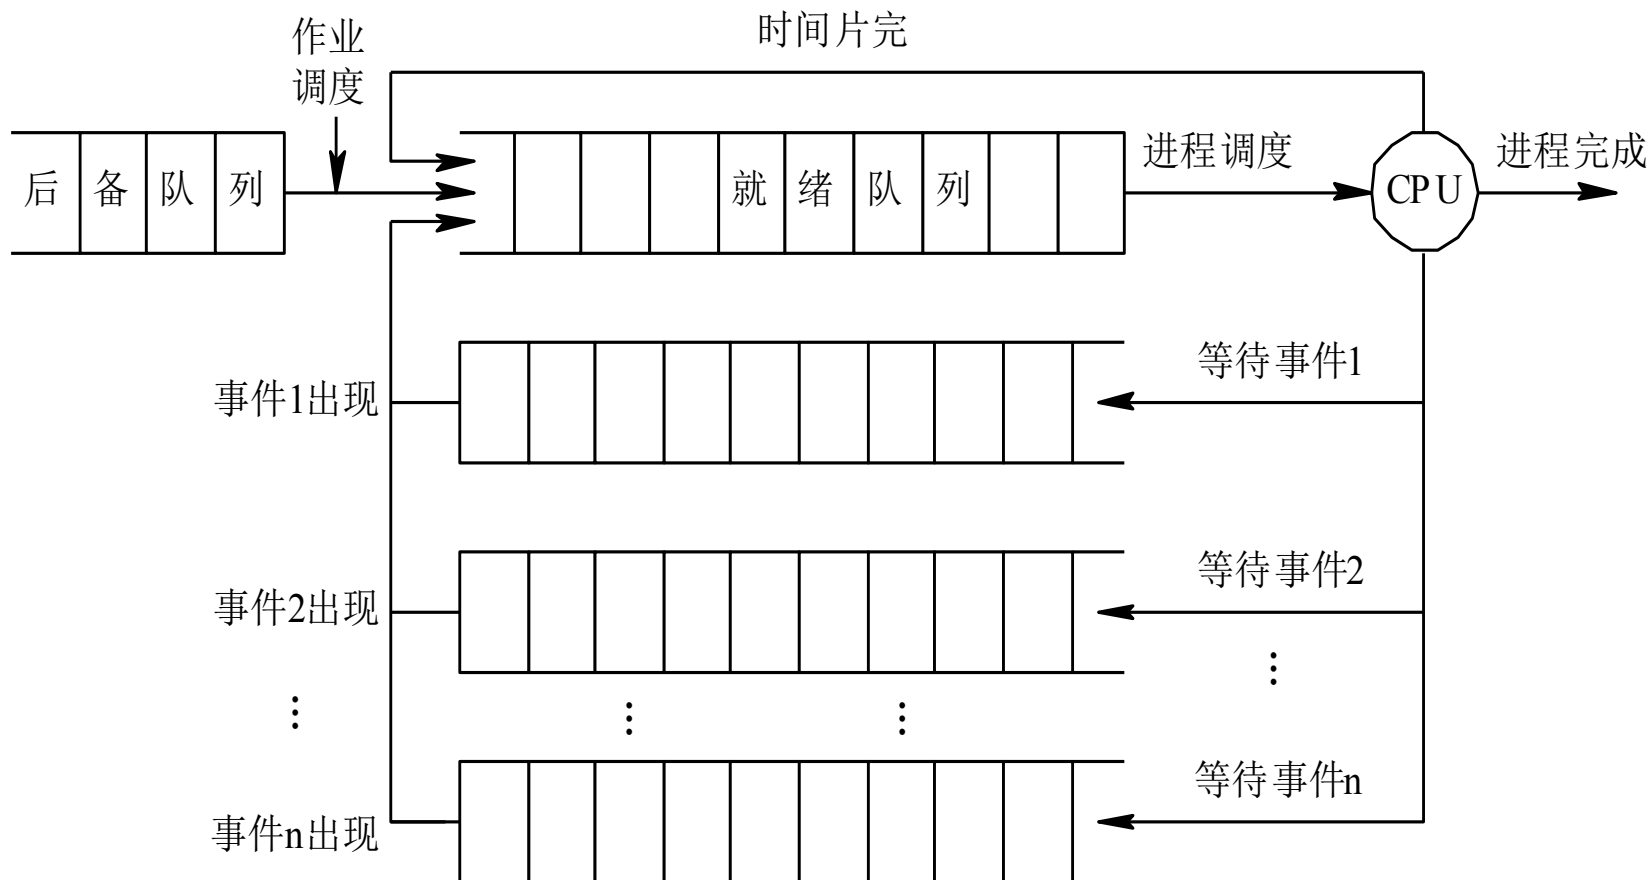 作业
调度
时间片完
后备队列
就绪队列
进程调度
CPU
进程完成
等待事件1
事件1出现
等待事件2
事件2出现
⋮
⋮
⋮
⋮
等待事件n
事件n出现